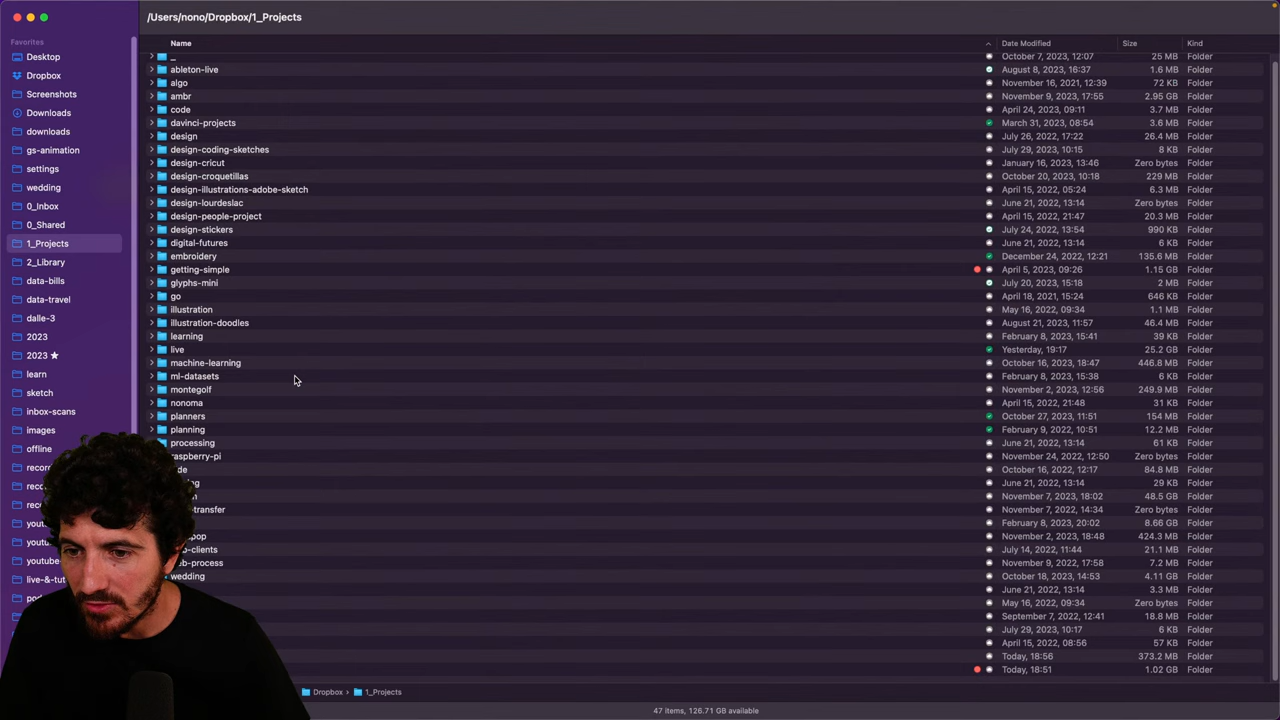 /Users/nono/Dropbox/1_Projects
Favorites
Desktop
Dropbox
Screenshots
Downloads
downloads
gs-animation
settings
wedding
0_Inbox
0_Shared
1_Projects
2_Library
data-bills
data-travel
dalle-3
2023
2023 ★
learn
sketch
inbox-scans
images
offline
Name Date Modified Size Kind
_ October 7, 2023, 12:07 25 MB Folder
ableton-live August 8, 2023, 16:37 1.6 MB Folder
algo November 16, 2021, 12:39 72 KB Folder
ambr November 9, 2023, 17:55 2.95 GB Folder
code April 24, 2023, 09:11 3.7 MB Folder
davinci-projects March 31, 2023, 08:54 3.6 MB Folder
design July 26, 2022, 17:22 26.4 MB Folder
design-coding-sketches July 29, 2023, 10:15 8 KB Folder
design-cricut January 16, 2023, 13:46 Zero bytes Folder
design-croquetillas October 20, 2023, 10:18 229 MB Folder
design-illustrations-adobe-sketch April 15, 2022, 05:24 6.3 MB Folder
design-lourdeslac June 21, 2022, 13:14 Zero bytes Folder
design-people-project April 15, 2022, 21:47 20.3 MB Folder
design-stickers July 24, 2022, 13:54 990 KB Folder
digital-futures June 21, 2022, 13:14 6 KB Folder
embroidery December 24, 2022, 12:21 135.6 MB Folder
getting-simple April 5, 2023, 09:26 1.15 GB Folder
glyphs-mini July 20, 2023, 15:18 2 MB Folder
go April 18, 2021, 15:24 646 KB Folder
illustration May 16, 2022, 09:34 1.1 MB Folder
illustration-doodles August 21, 2023, 11:57 46.4 MB Folder
learning February 8, 2023, 15:41 39 KB Folder
live Yesterday, 19:17 25.2 GB Folder
machine-learning October 16, 2023, 18:47 446.8 MB Folder
ml-datasets February 8, 2023, 15:38 6 KB Folder
montegolf November 2, 2023, 12:56 249.9 MB Folder
nonoma April 15, 2022, 21:48 31 KB Folder
planners October 27, 2023, 11:51 154 MB Folder
planning February 9, 2022, 10:51 12.2 MB Folder
processing June 21, 2022, 13:14 61 KB Folder
raspberry-pi November 24, 2022, 12:50 Zero bytes Folder
October 16, 2022, 12:17 84.8 MB Folder
June 21, 2022, 13:14 29 KB Folder
November 7, 2023, 18:02 48.5 GB Folder
-transfer November 7, 2022, 14:34 Zero bytes Folder
February 8, 2023, 20:02 8.66 GB Folder
November 2, 2023, 18:48 424.3 MB Folder
-clients July 14, 2022, 11:44 21.1 MB Folder
eb-process November 9, 2022, 17:58 7.2 MB Folder
wedding October 18, 2023, 14:53 4.11 GB Folder
June 21, 2022, 13:14 3.3 MB Folder
May 16, 2022, 09:34 Zero bytes Folder
September 7, 2022, 12:41 18.8 MB Folder
July 29, 2023, 10:17 6 KB Folder
April 15, 2022, 08:56 57 KB Folder
Today, 18:56 373.2 MB Folder
Today, 18:51 1.02 GB Folder
Dropbox › 1_Projects
47 items, 126.71 GB available